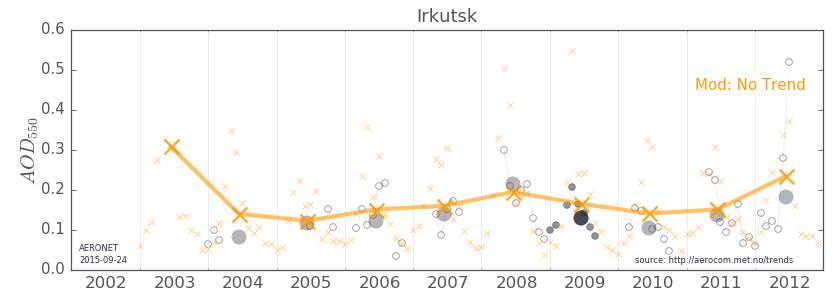 Irkutsk
0.6
0.5
0.4
0.3
0.2
0.1
0.0
AOD550
Mod: No Trend
AERONET
2015-09-24
source: http://aerocom.met.no/trends
2002 2003 2004 2005 2006 2007 2008 2009 2010 2011 2012